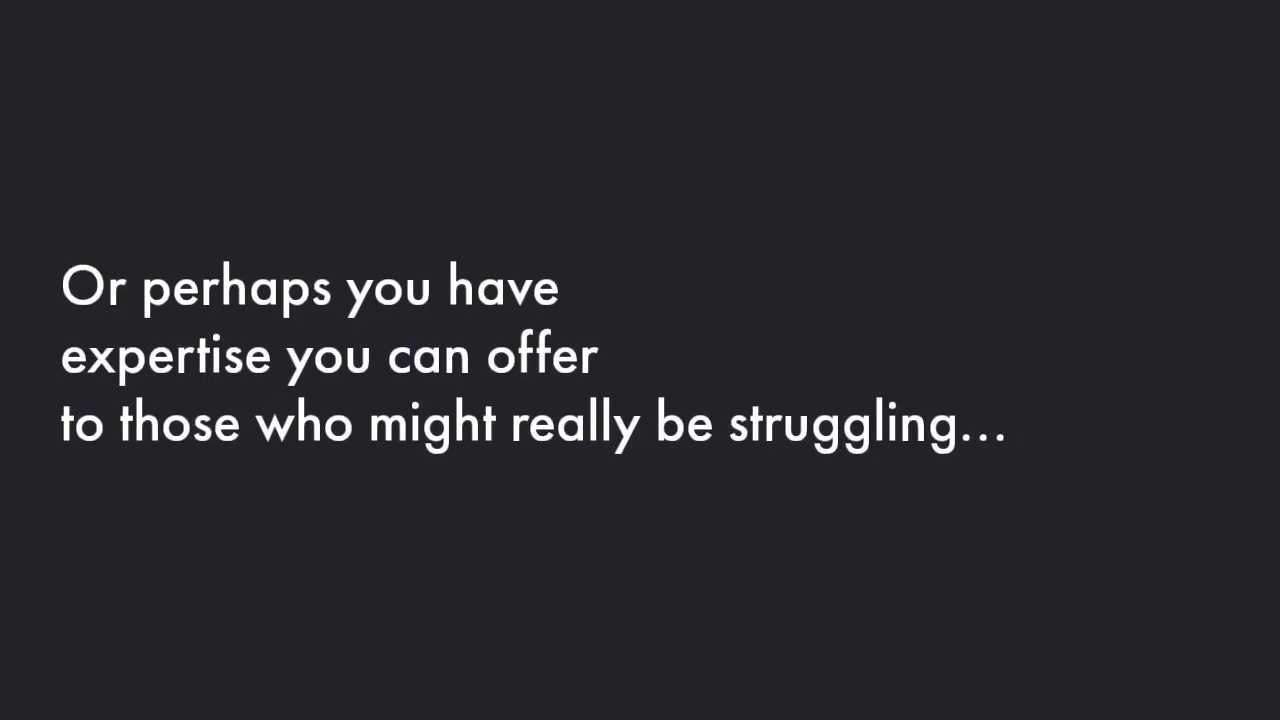 Or perhaps you have
expertise you can offer
to those who might really be struggling...